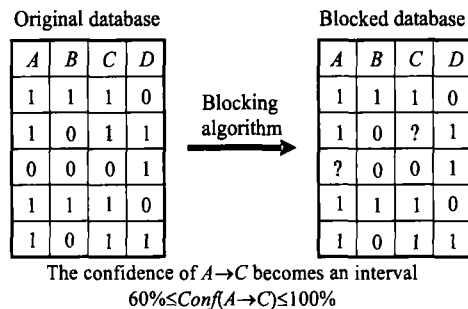 Original database
Blocked database
A B C D
1 1 1 0
1 0 1 1
0 0 0 1
1 1 1 0
1 0 1 1
Blocking
algorithm
A B C D
1 1 1 0
1 0 ? 1
? 0 0 1
1 1 1 0
1 0 1 1
The confidence of A→C becomes an interval
60%≤Conf(A→C)≤100%